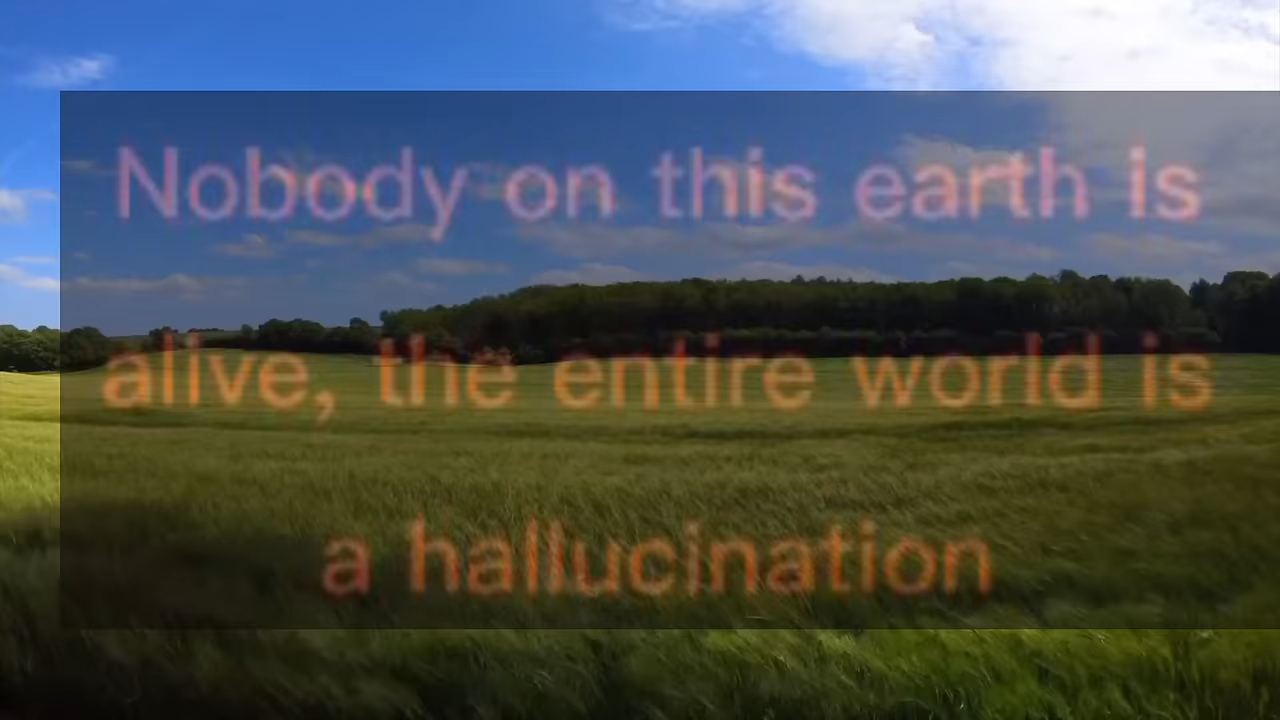 Nobody on this earth is
alive, the entire world is
a hallucination